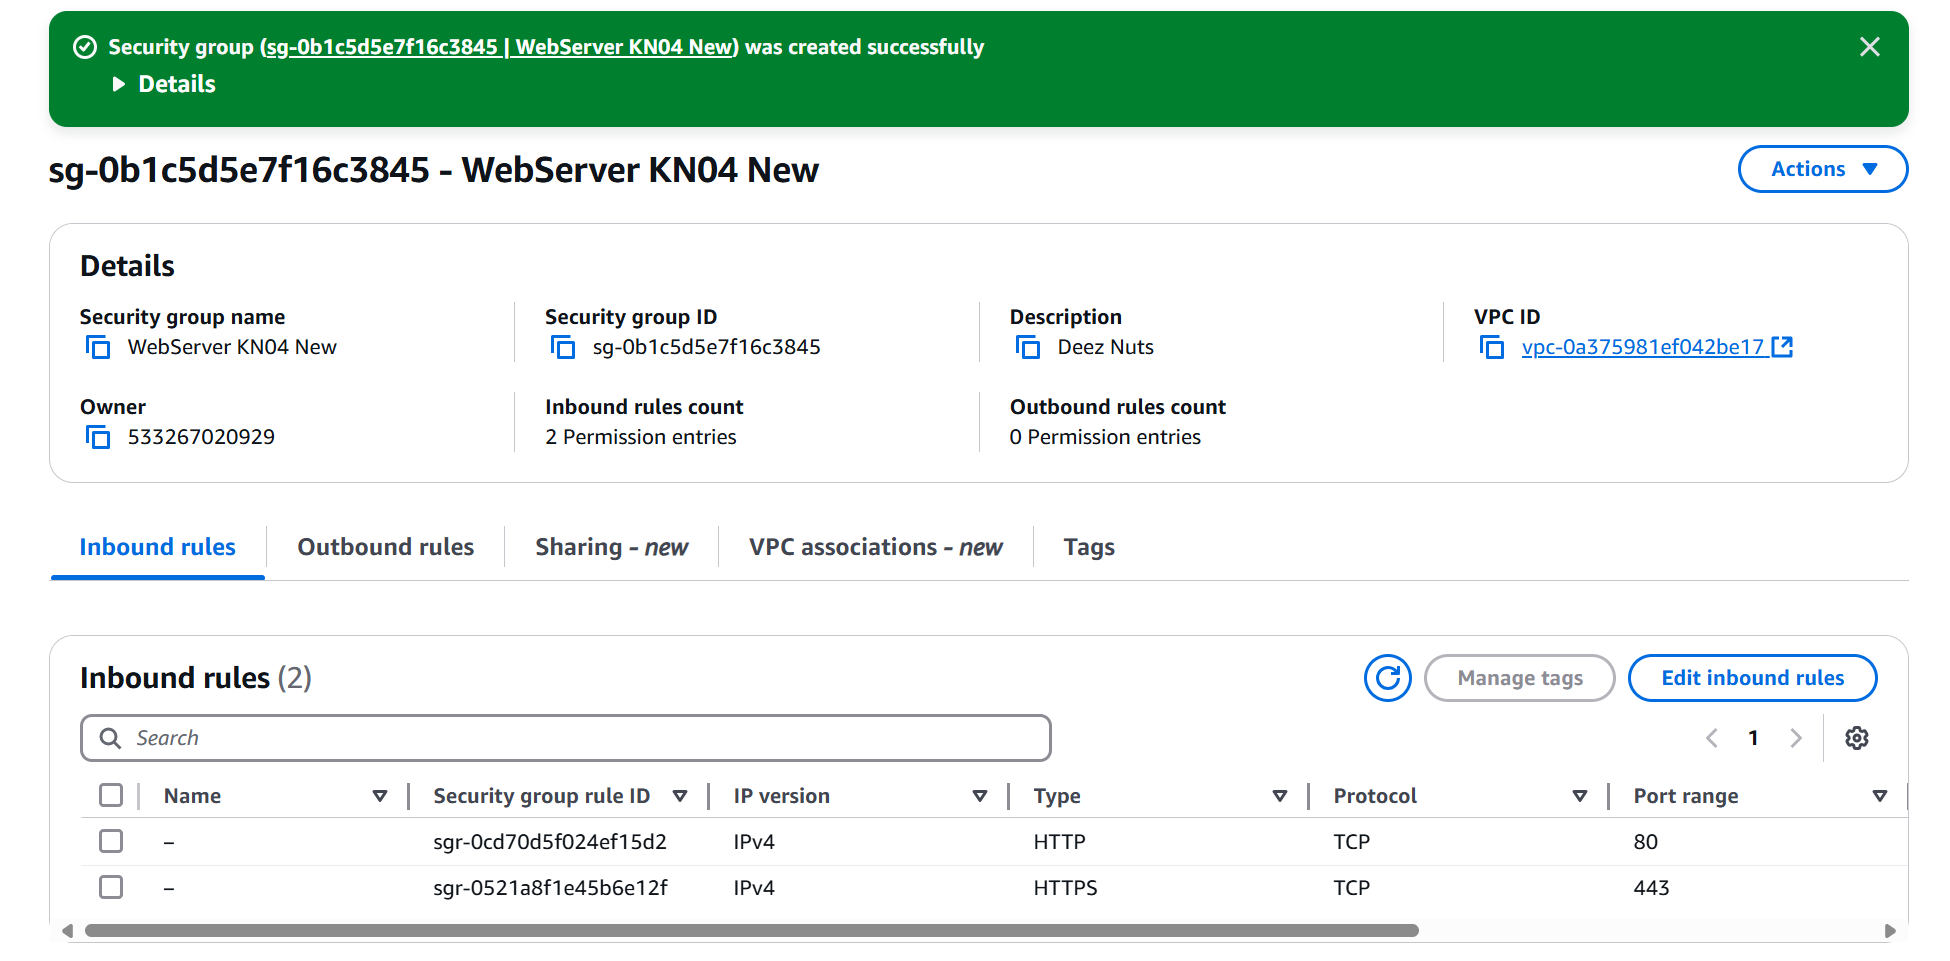 Security group (sg-0b1c5d5e7f16c3845 | WebServer KN04 New) was created successfully
Details
sg-0b1c5d5e7f16c3845 - WebServer KN04 New
Actions
Details
Security group name
WebServer KN04 New
Security group ID
sg-0b1c5d5e7f16c3845
Description
Deez Nuts
VPC ID
vpc-0a375981ef042be17
Owner
533267020929
Inbound rules count
2 Permission entries
Outbound rules count
0 Permission entries
Inbound rules
Outbound rules
Sharing - new
VPC associations - new
Tags
Inbound rules (2)
Manage tags
Edit inbound rules
Search
1
Name Security group rule ID IP version Type Protocol Port range
– sgr-0cd70d5f024ef15d2 IPv4 HTTP TCP 80
– sgr-0521a8f1e45b6e12f IPv4 HTTPS TCP 443